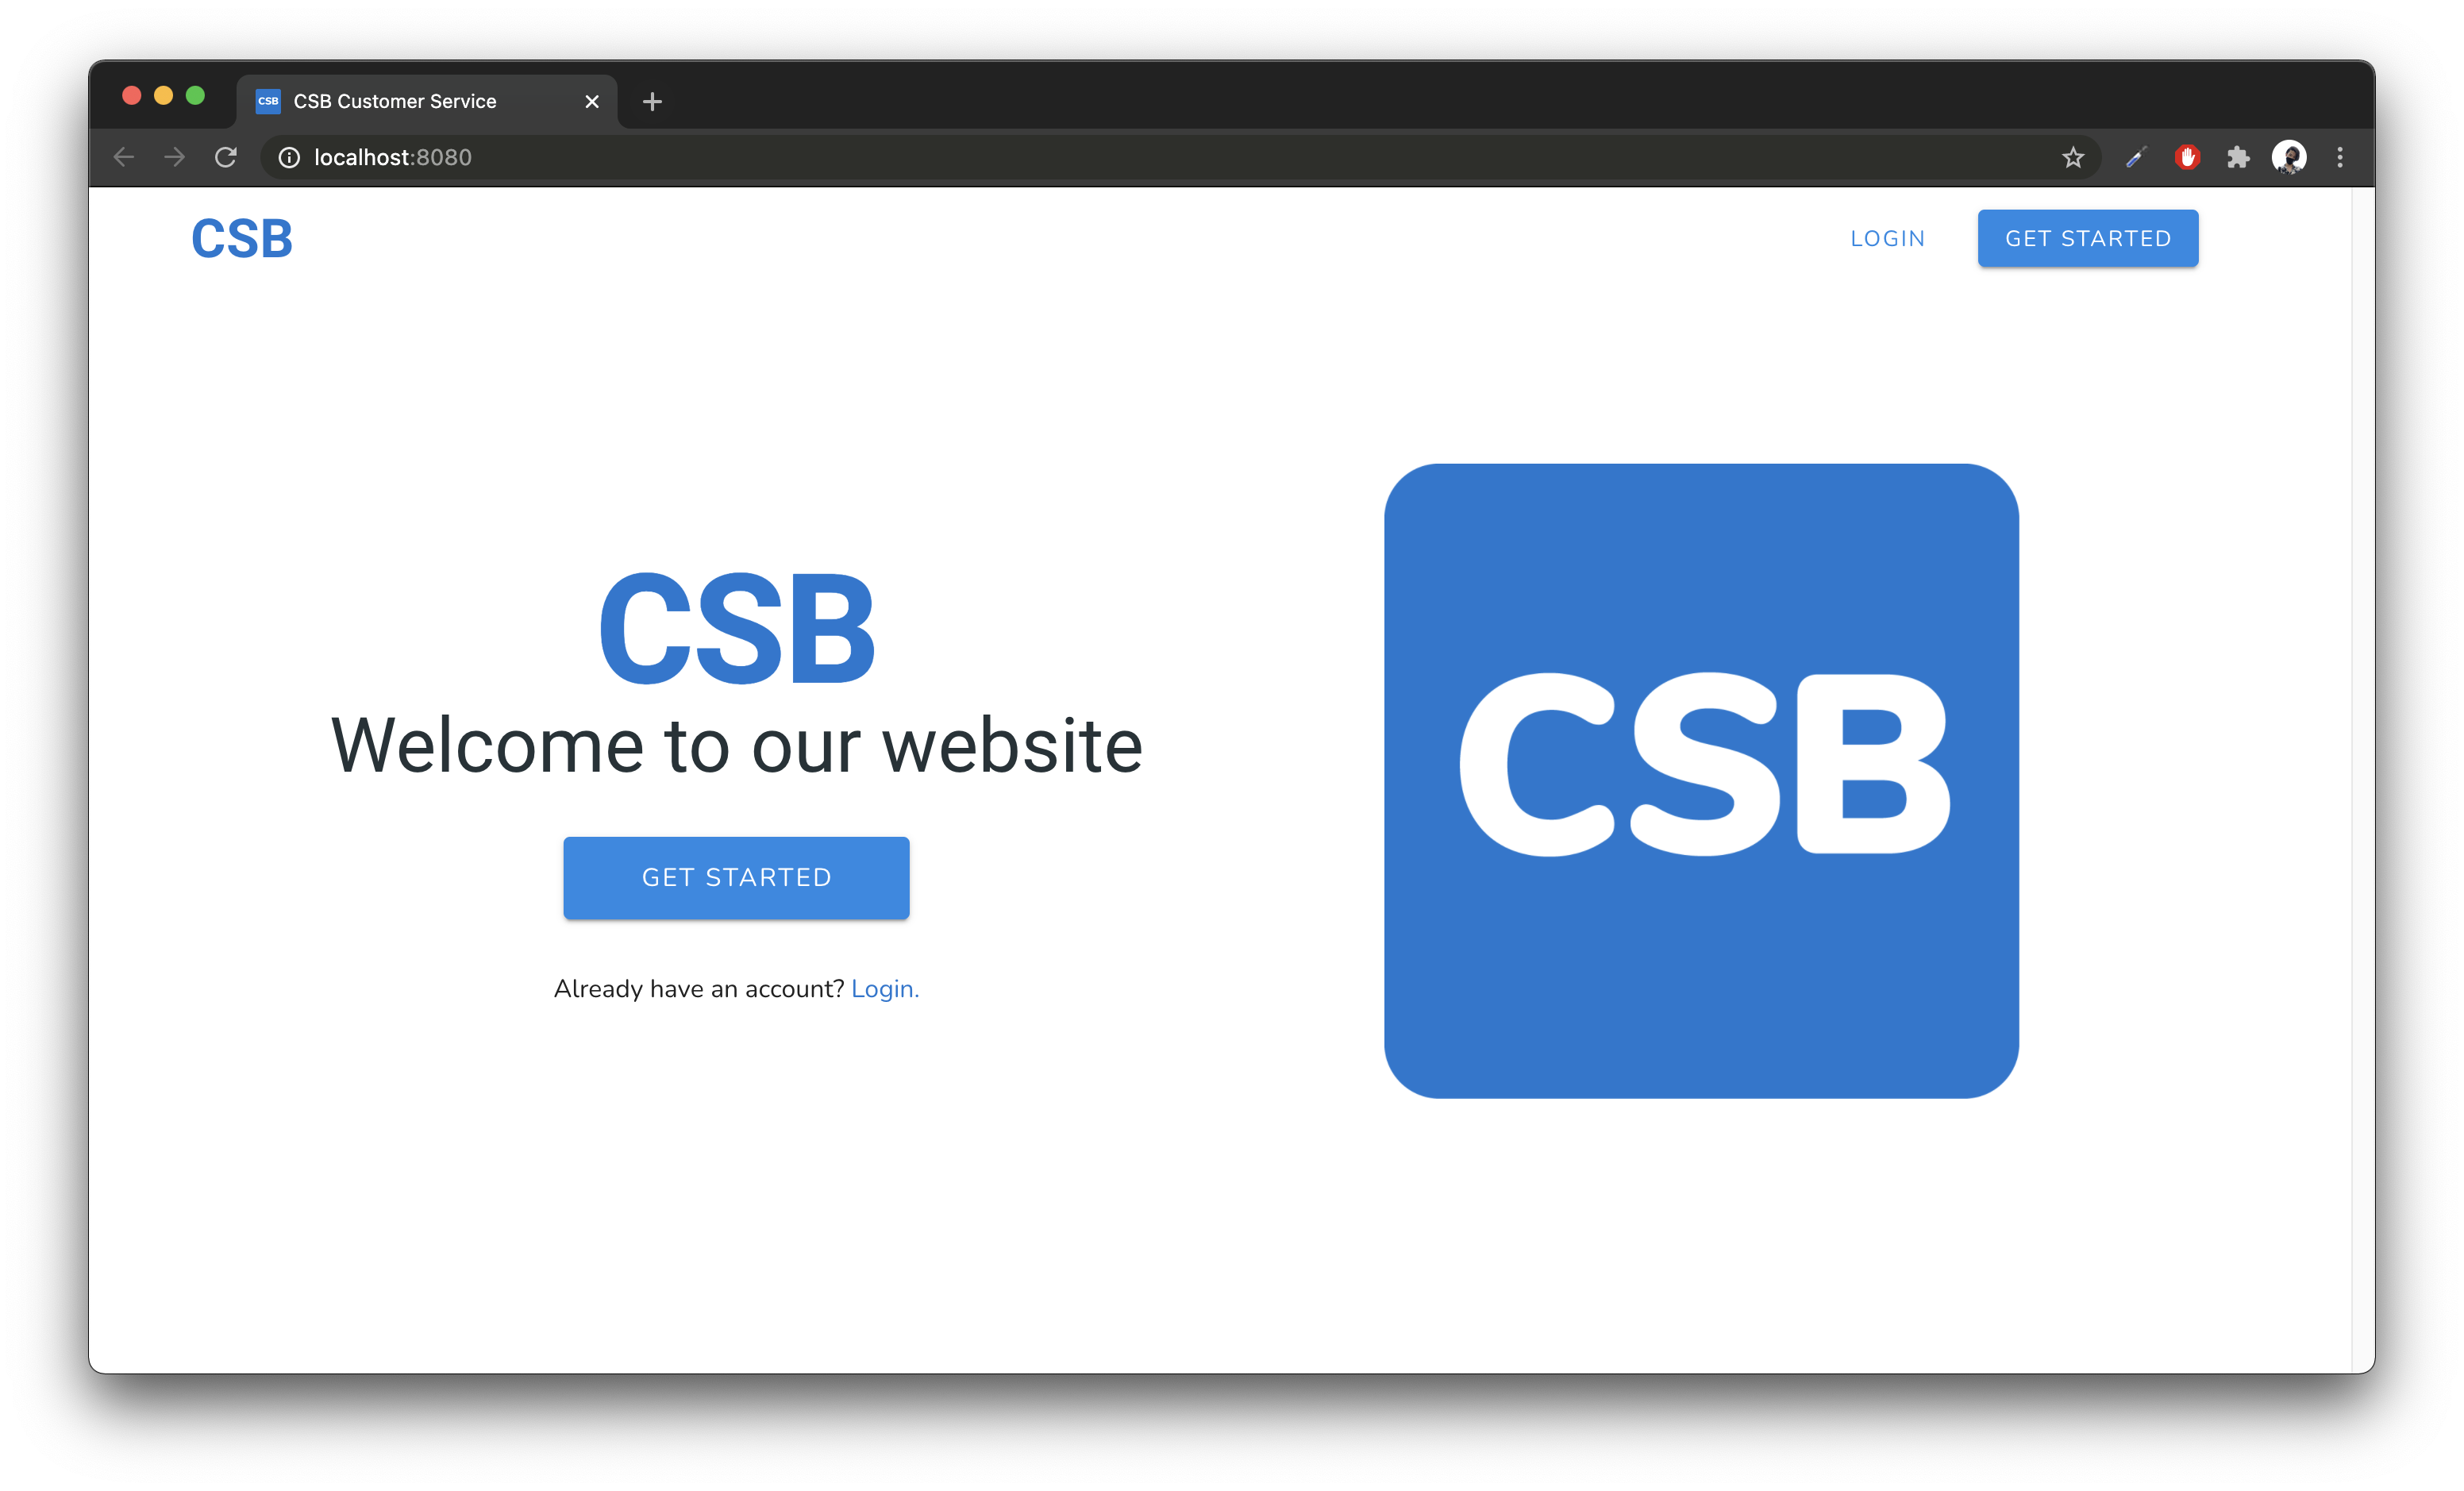 CSB CSB Customer Service
localhost:8080
CSB LOGIN GET STARTED
CSB
Welcome to our website
GET STARTED
Already have an account? Login.
CSB